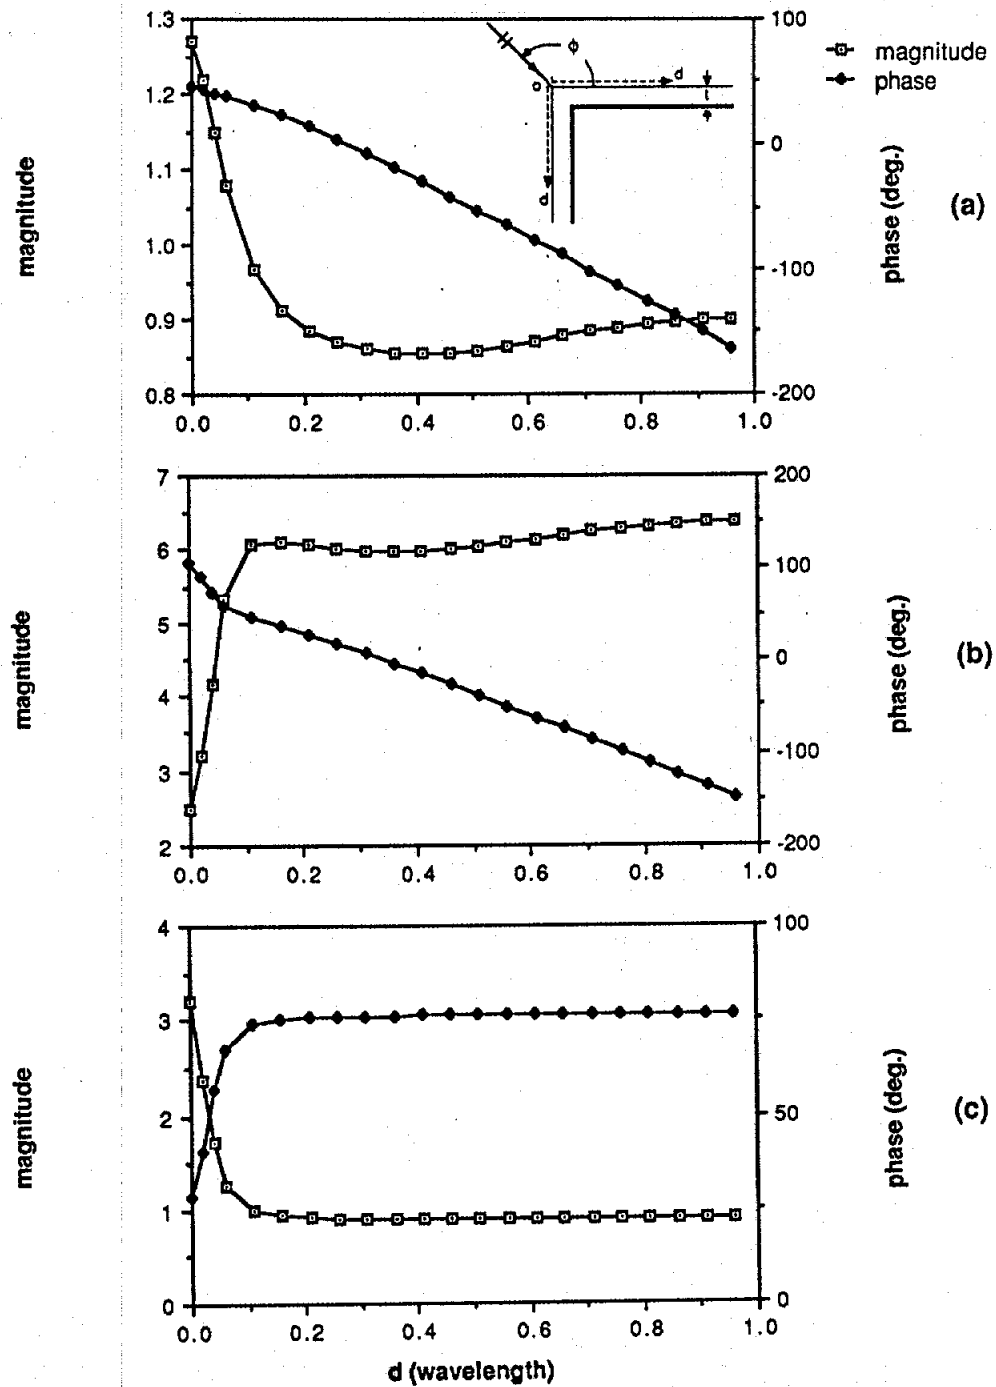 1.3
1.2
1.1
1.0
0.9
0.8
magnitude
0.0
0.2
0.4
0.6
0.8
1.0
100
0
-100
-200
phase (deg.)
(a)
magnitude
phase
ϕ
d
o
d
t
7
6
5
4
3
2
magnitude
0.0
0.2
0.4
0.6
0.8
1.0
200
100
0
-100
-200
phase (deg.)
(b)
4
3
2
1
0
magnitude
0.0
0.2
0.4
0.6
0.8
1.0
100
50
0
phase (deg.)
(c)
d (wavelength)